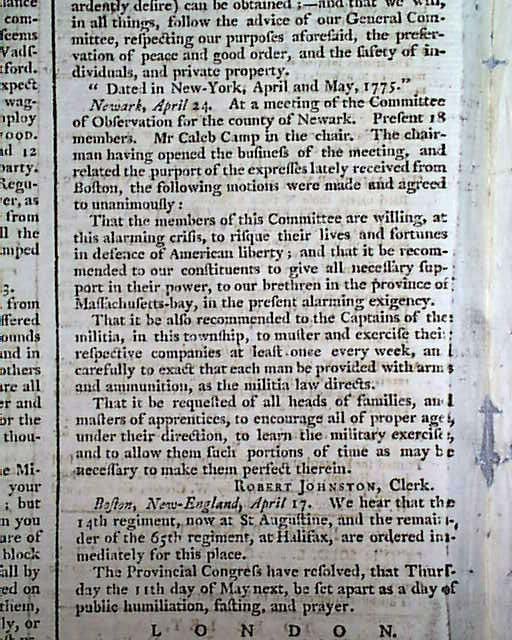 ardently desire) can be obtained;—and that we will,
in all things, follow the advice of our General Com-
mittee, respecting our purposes aforesaid, the preser-
vation of peace and good order, and the safety of in-
dividuals, and private property.
“ Dated in New-York, April and May, 1775.”
Newark, April 24. At a meeting of the Committee
of Observation for the county of Newark. Present 18
members. Mr Caleb Camp in the chair. The chair-
man having opened the business of the meeting, and
related the purport of the expresses lately received from
Boston, the following motions were made and agreed
to unanimously:
That the members of this Committee are willing, at
this alarming crisis, to risque their lives and fortunes
in defence of American liberty; and that it be recom-
mended to our constituents to give all necessary sup-
port in their power, to our brethren in the province of
Massachusetts-bay, in the present alarming exigency.
That it be also recommended to the Captains of the
militia, in this township, to muster and exercise their
respective companies at least once every week, and
carefully to exact that each man be provided with arms
and ammunition, as the militia law directs.
That it be requested of all heads of families, and
masters of apprentices, to encourage all of proper age,
under their direction, to learn the military exercise,
and to allow them such portions of time as may be
necessary to make them perfect therein.
ROBERT JOHNSTON, Clerk.
Boston, New-England, April 17. We hear that the
14th regiment, now at St Augustine, and the remain-
der of the 65th regiment, at Halifax, are ordered im-
mediately for this place.
The Provincial Congress have resolved, that Thurs-
day the 11th day of May next, be set apart as a day of
public humiliation, fasting, and prayer.
LONDON.